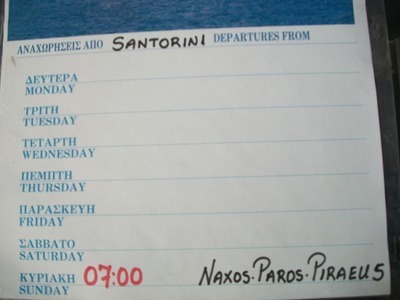 ΑΝΑΧΩΡΗΣΕΙΣ ΑΠΟ SANTORINI DEPARTURES FROM
ΔΕΥΤΕΡΑ
MONDAY
ΤΡΙΤΗ
TUESDAY
ΤΕΤΑΡΤΗ
WEDNESDAY
ΠΕΜΠΤΗ
THURSDAY
ΠΑΡΑΣΚΕΥΗ
FRIDAY
ΣΑΒΒΑΤΟ
SATURDAY
ΚΥΡΙΑΚΗ 07:00 NAXOS-PAROS-PIRAEUS
SUNDAY